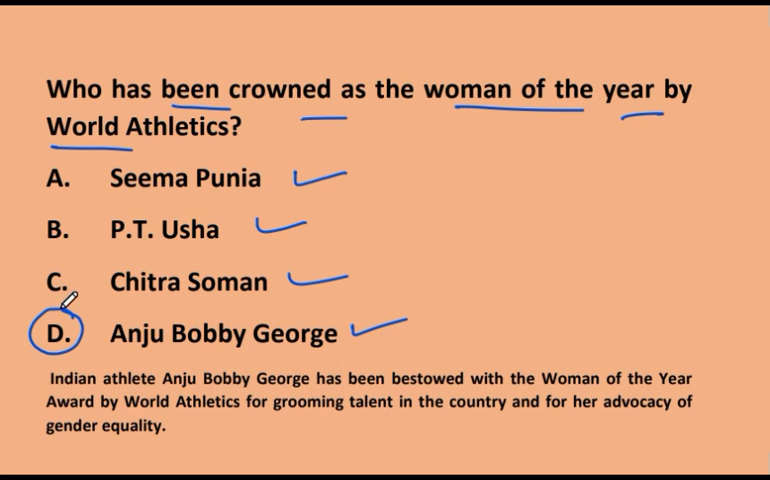 Who has been crowned as the woman of the year by
World Athletics?
A. Seema Punia
B. P.T. Usha
C. Chitra Soman
D. Anju Bobby George
Indian athlete Anju Bobby George has been bestowed with the Woman of the Year
Award by World Athletics for grooming talent in the country and for her advocacy of
gender equality.